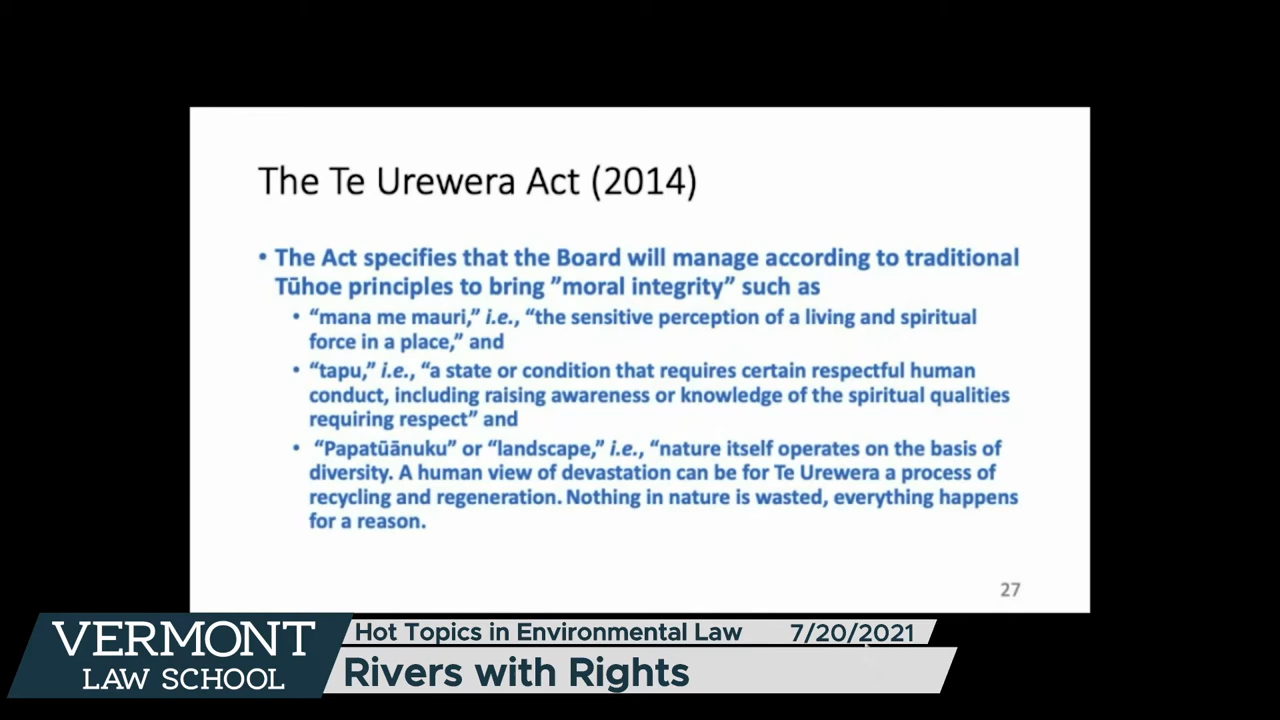 The Te Urewera Act (2014)
• The Act specifies that the Board will manage according to traditional
Tūhoe principles to bring ”moral integrity” such as
• “mana me mauri,” i.e., “the sensitive perception of a living and spiritual
force in a place,” and
• “tapu,” i.e., “a state or condition that requires certain respectful human
conduct, including raising awareness or knowledge of the spiritual qualities
requiring respect” and
• “Papatūānuku” or “landscape,” i.e., “nature itself operates on the basis of
diversity. A human view of devastation can be for Te Urewera a process of
recycling and regeneration. Nothing in nature is wasted, everything happens
for a reason.
27
VERMONT
LAW SCHOOL
Hot Topics in Environmental Law 7/20/2021
Rivers with Rights